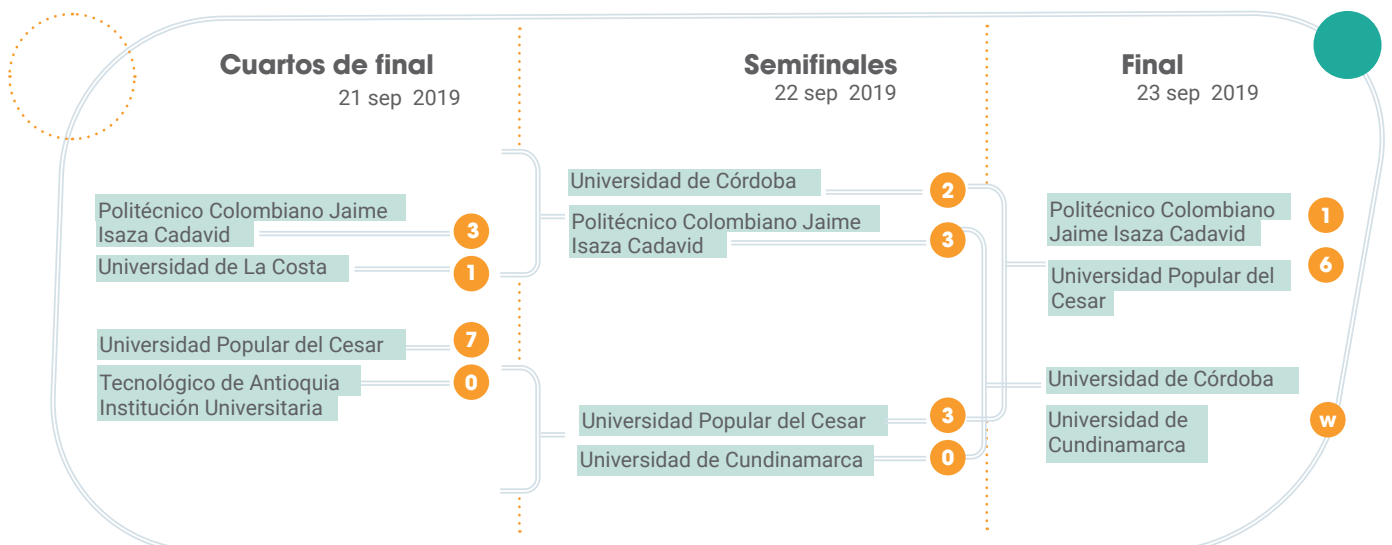 Cuartos de final
21 sep 2019
Politécnico Colombiano Jaime
Isaza Cadavid
3
Universidad de La Costa
1
Universidad Popular del Cesar
7
Tecnológico de Antioquia
Institución Universitaria
0
Semifinales
22 sep 2019
Universidad de Córdoba
2
Politécnico Colombiano Jaime
Isaza Cadavid
3
Universidad Popular del Cesar
3
Universidad de Cundinamarca
0
Final
23 sep 2019
Politécnico Colombiano
Jaime Isaza Cadavid
1
Universidad Popular del
Cesar
6
Universidad de Córdoba
Universidad de
Cundinamarca
w